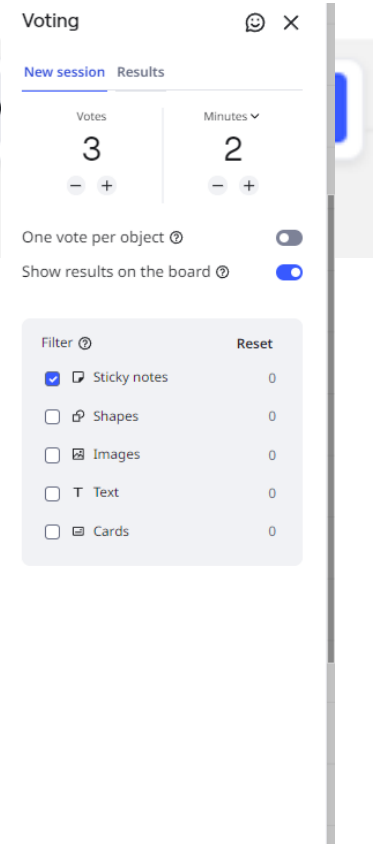 Voting
New session Results
Votes Minutes
3 2
One vote per object
Show results on the board
Filter Reset
Sticky notes 0
Shapes 0
Images 0
Text 0
Cards 0